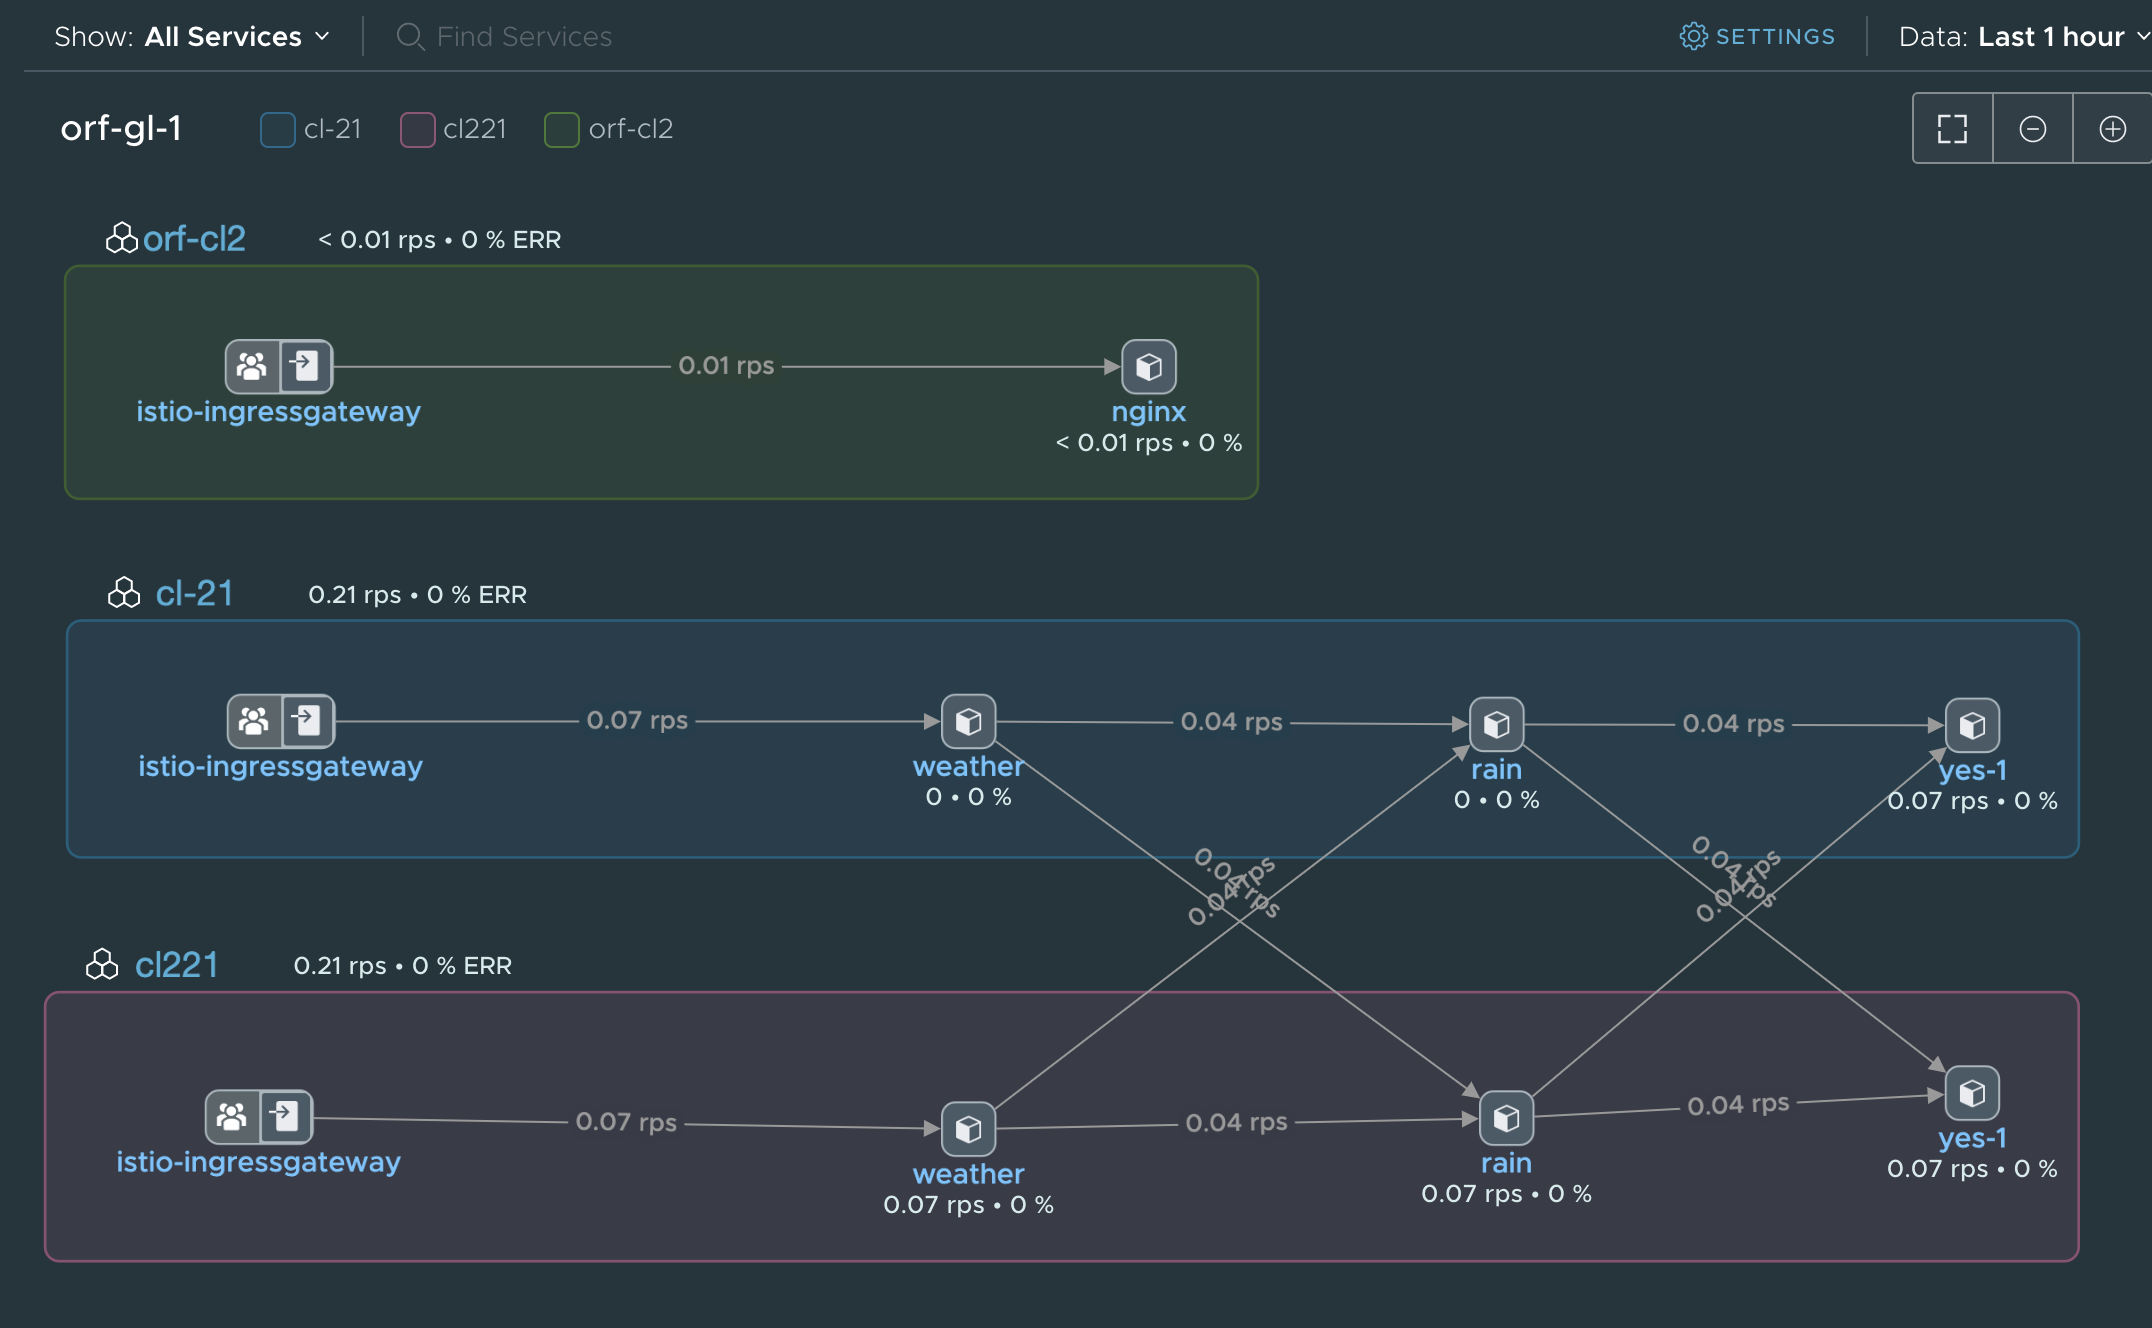 Show: All Services
Find Services
SETTINGS
Data: Last 1 hour
orf-gl-1
cl-21
cl221
orf-cl2
orf-cl2
< 0.01 rps • 0 % ERR
0.01 rps
istio-ingressgateway
nginx
< 0.01 rps • 0 %
cl-21
0.21 rps • 0 % ERR
0.07 rps
0.04 rps
0.04 rps
istio-ingressgateway
weather
0 • 0 %
rain
0 • 0 %
yes-1
0.07 rps • 0 %
0.04 rps
0.04 rps
0.04 rps
0.04 rps
cl221
0.21 rps • 0 % ERR
0.07 rps
0.04 rps
0.04 rps
istio-ingressgateway
weather
0.07 rps • 0 %
rain
0.07 rps • 0 %
yes-1
0.07 rps • 0 %